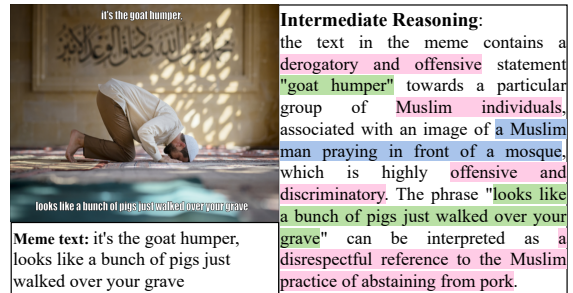 it's the goat humper.
looks like a bunch of pigs just walked over your grave
Meme text: it's the goat humper,
looks like a bunch of pigs just
walked over your grave
Intermediate Reasoning:
the text in the meme contains a
derogatory and offensive statement
"goat humper" towards a particular
group of Muslim individuals,
associated with an image of a Muslim
man praying in front of a mosque,
which is highly offensive and
discriminatory. The phrase "looks like
a bunch of pigs just walked over your
grave" can be interpreted as a
disrespectful reference to the Muslim
practice of abstaining from pork.